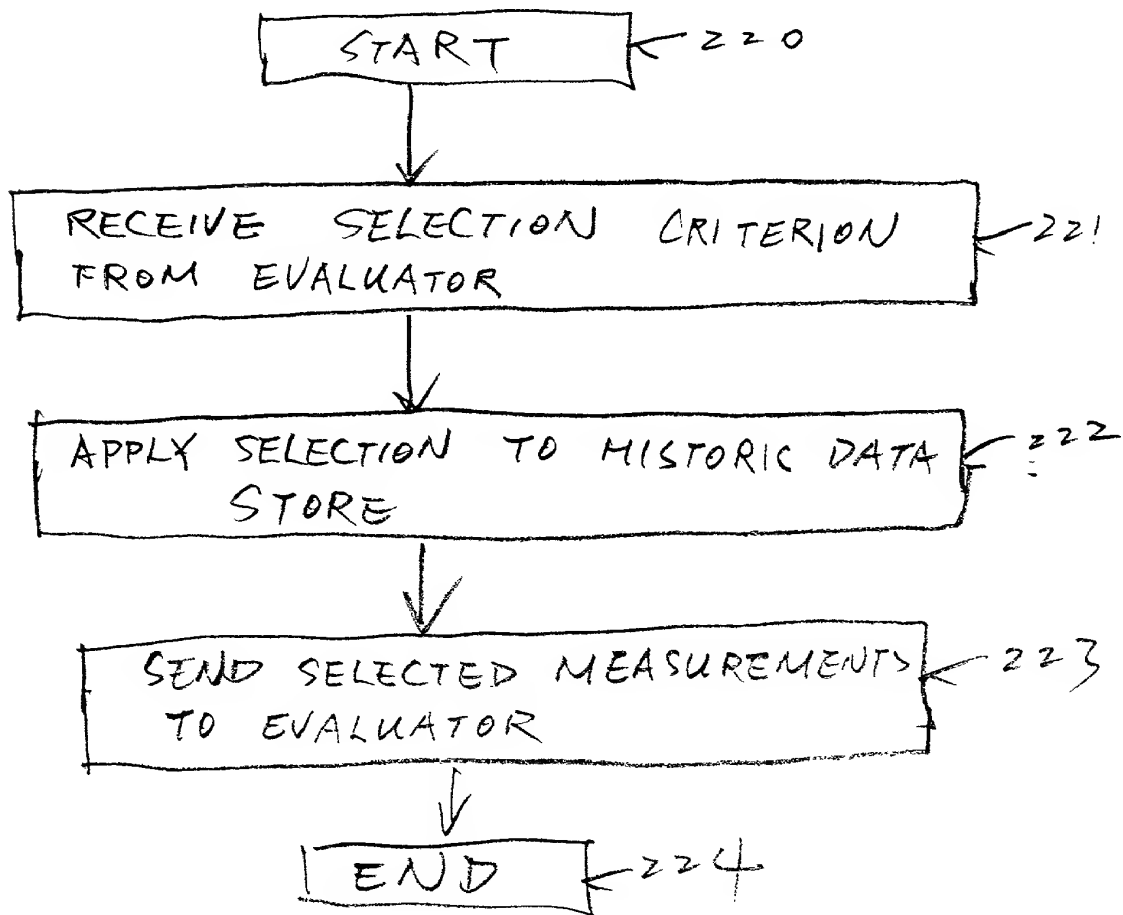 START 220
RECEIVE SELECTION CRITERION 221
FROM EVALUATOR
APPLY SELECTION TO HISTORIC DATA 222
STORE
SEND SELECTED MEASUREMENTS 223
TO EVALUATOR
END 224